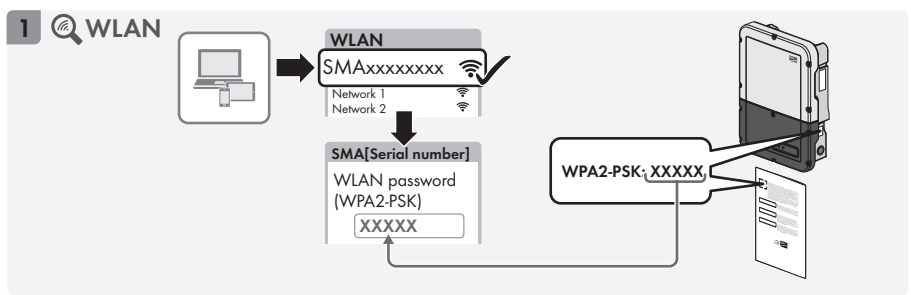 1 WLAN
WLAN
SMAxxxxxxxx
Network 1
Network 2
SMA[Serial number]
WLAN password
(WPA2-PSK)
XXXXX
WPA2-PSK: XXXXX